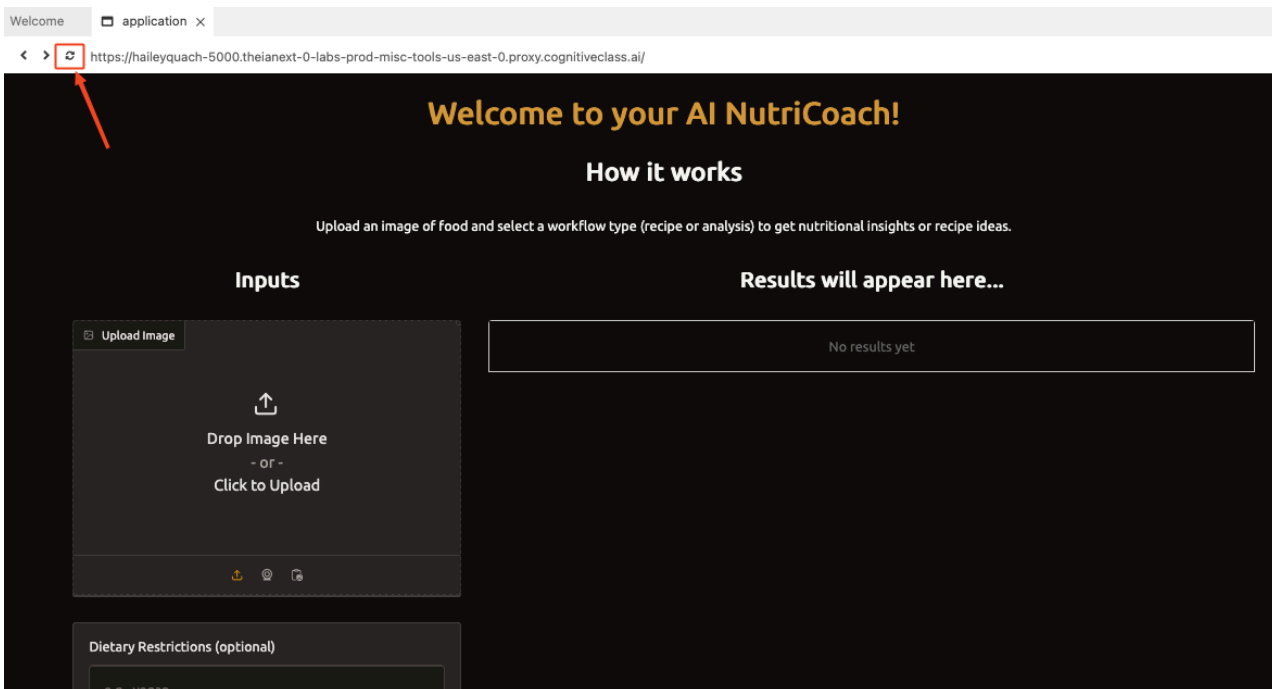 Welcome
application
https://haileyquach-5000.theianext-0-labs-prod-misc-tools-us-east-0.proxy.cognitiveclass.ai/
Welcome to your AI NutriCoach!
How it works
Upload an image of food and select a workflow type (recipe or analysis) to get nutritional insights or recipe ideas.
Inputs
Results will appear here...
Upload Image
No results yet
Drop Image Here
- or -
Click to Upload
Dietary Restrictions (optional)